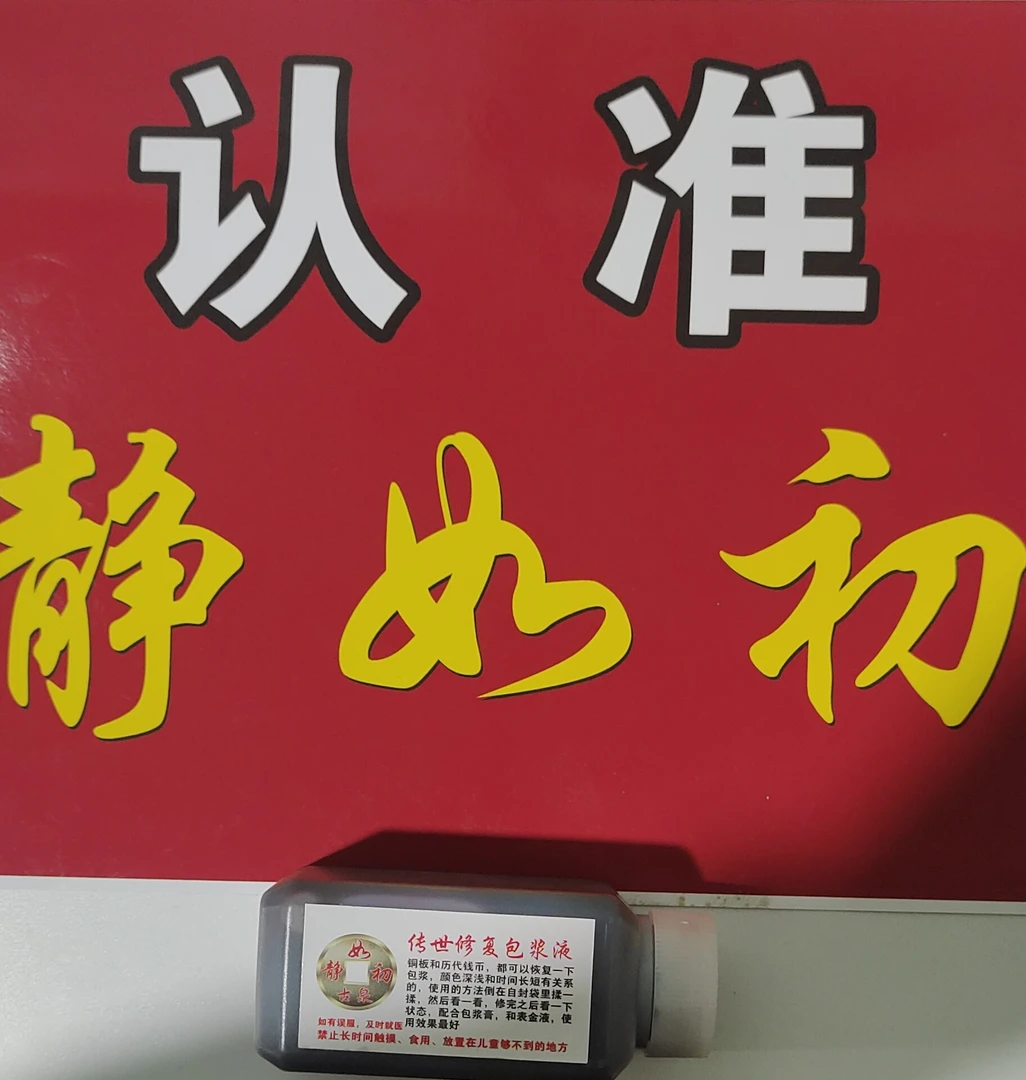 认准
静如初
传世修复包浆液
铜板和历代钱币，都可以恢复一下
包浆，颜色深浅和时间长短有关系
的，使用的方法倒在自封袋里揉一
揉，然后看一看，修完之后看一下
状态，配合包浆膏，和表金液，使
用效果最好
如
静 初
古泉
如有误服，及时就医
禁止长时间触摸、食用、放置在儿童够不到的地方